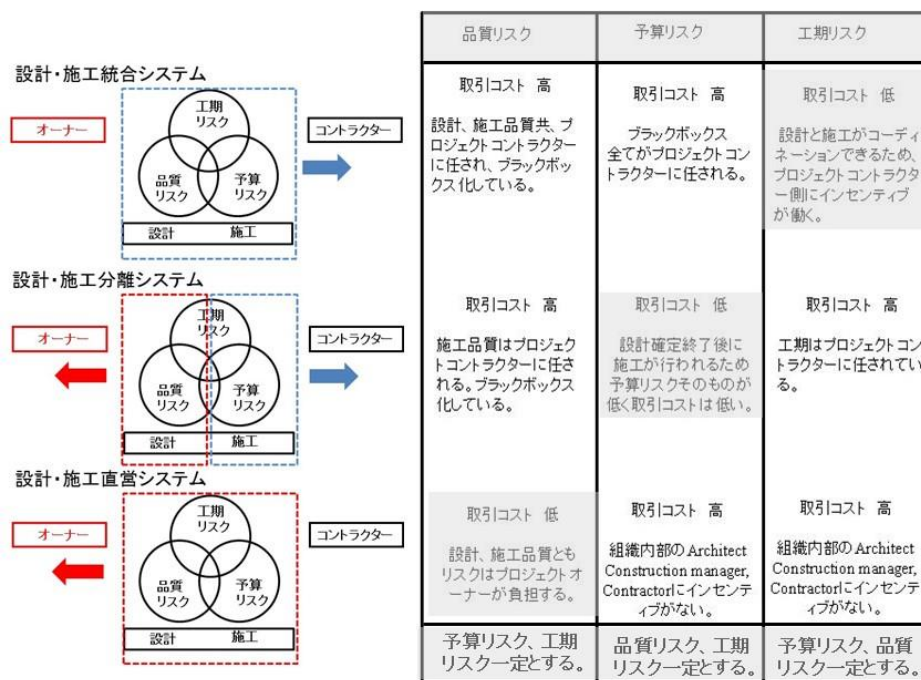 品質リスク
予算リスク
工期リスク
設計・施工統合システム
オーナー
コントラクター
工期
リスク
品質
リスク
予算
リスク
設計
施工
取引コスト 高
設計、施工品質共、プ
ロジェクトコントラクター
に任され、ブラックボッ
クス化している。
取引コスト 高
ブラックボックス
全てがプロジェクトコン
トラクターに任される。
取引コスト 低
設計と施工がコーディ
ネーションできるため、
プロジェクトコントラクタ
ー側にインセンティブ
が働く。
設計・施工分離システム
オーナー
コントラクター
工期
リスク
品質
リスク
予算
リスク
設計
施工
取引コスト 高
施工品質はプロジェク
トコントラクターに任さ
れる。ブラックボックス
化している。
取引コスト 低
設計確定終了後に
施工が行われるため
予算リスクそのものが
低く取引コストは低い。
取引コスト 高
工期はプロジェクトコン
トラクターに任されてい
る。
設計・施工直営システム
オーナー
コントラクター
工期
リスク
品質
リスク
予算
リスク
設計
施工
取引コスト 低
設計、施工品質とも
リスクはプロジェクトオ
ーナーが負担する。
取引コスト 高
組織内部の Architect
Construction manager,
Contractorにインセンテ
ィブがない。
取引コスト 高
組織内部の Architect
Construction manager,
Contractorにインセンテ
ィブがない。
予算リスク、工期
リスク一定とする。
品質リスク、工期
リスク一定とする。
予算リスク、品質
リスク一定とする。